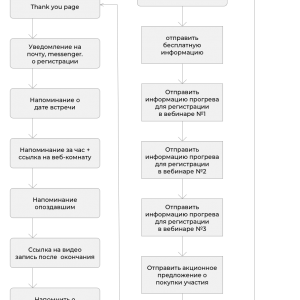 Thank you page
Уведомление на
почту, messenger.
о регистрации
Напоминание о
дате встречи
Напоминание за час +
ссылка на веб-комнату
Напоминание
опоздавшим
Ссылка на видео
запись после окончания
Напомнить о
отправить
бесплатную
информацию
Отправить
информацию прогрева
для регистрации
в вебинаре №1
Отправить
информацию прогрева
для регистрации
в вебинаре №2
Отправить
информацию прогрева
для регистрации
в вебинаре №3
Отправить акционное
предложение о
покупки участия